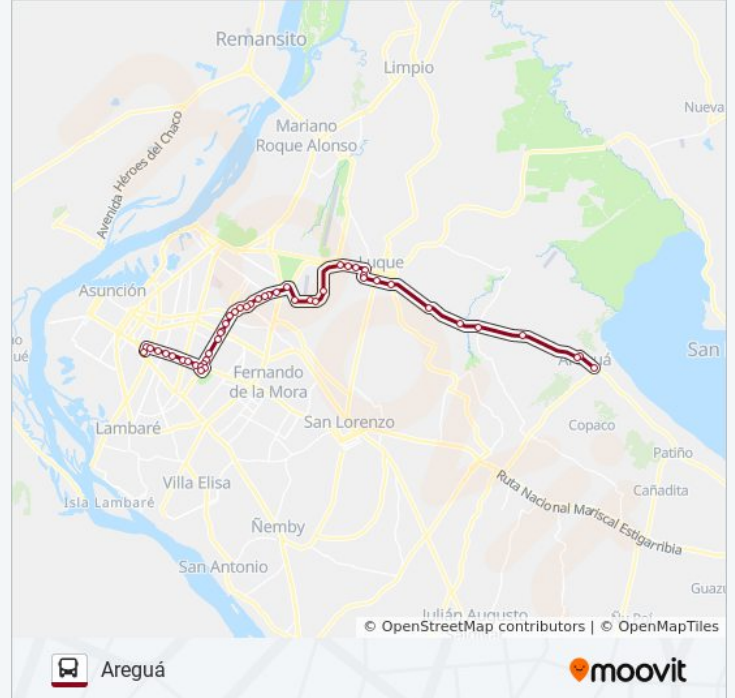 Remansito
Limpio
Nueva
Mariano
Roque Alonso
Avenida Héroes del Chaco
Luque
Asunción
San
Areguá
Fernando
de la Mora
Copaco
Lambaré
San Lorenzo
Patiño
Villa Elisa
Cañadita
Isla Lambaré
Ruta Nacional Mariscal Estigarribia
Ñemby
San Antonio
Guazu
Julián Augusto
© OpenStreetMap contributors | © OpenMapTiles
Areguá
moovit